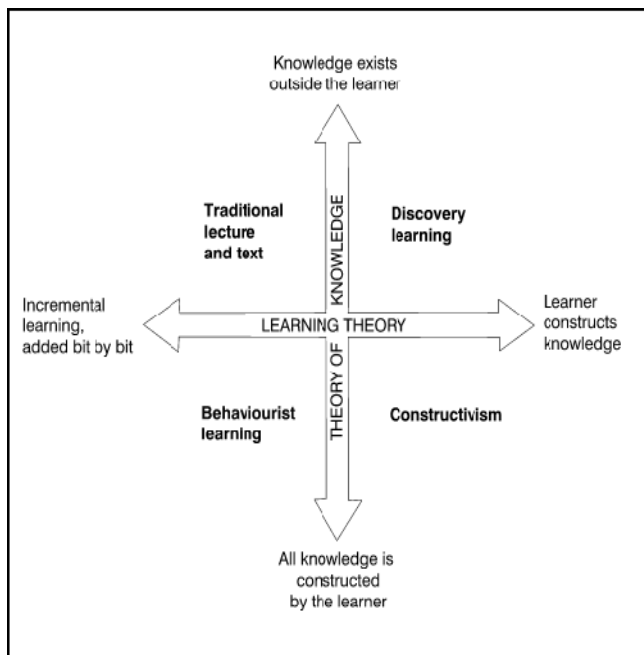 Knowledge exists
outside the learner
Traditional
lecture
and text
Discovery
learning
KNOWLEDGE
Incremental
learning,
added bit by bit
LEARNING THEORY
Learner
constructs
knowledge
THEORY OF
Behaviourist
learning
Constructivism
All knowledge is
constructed
by the learner